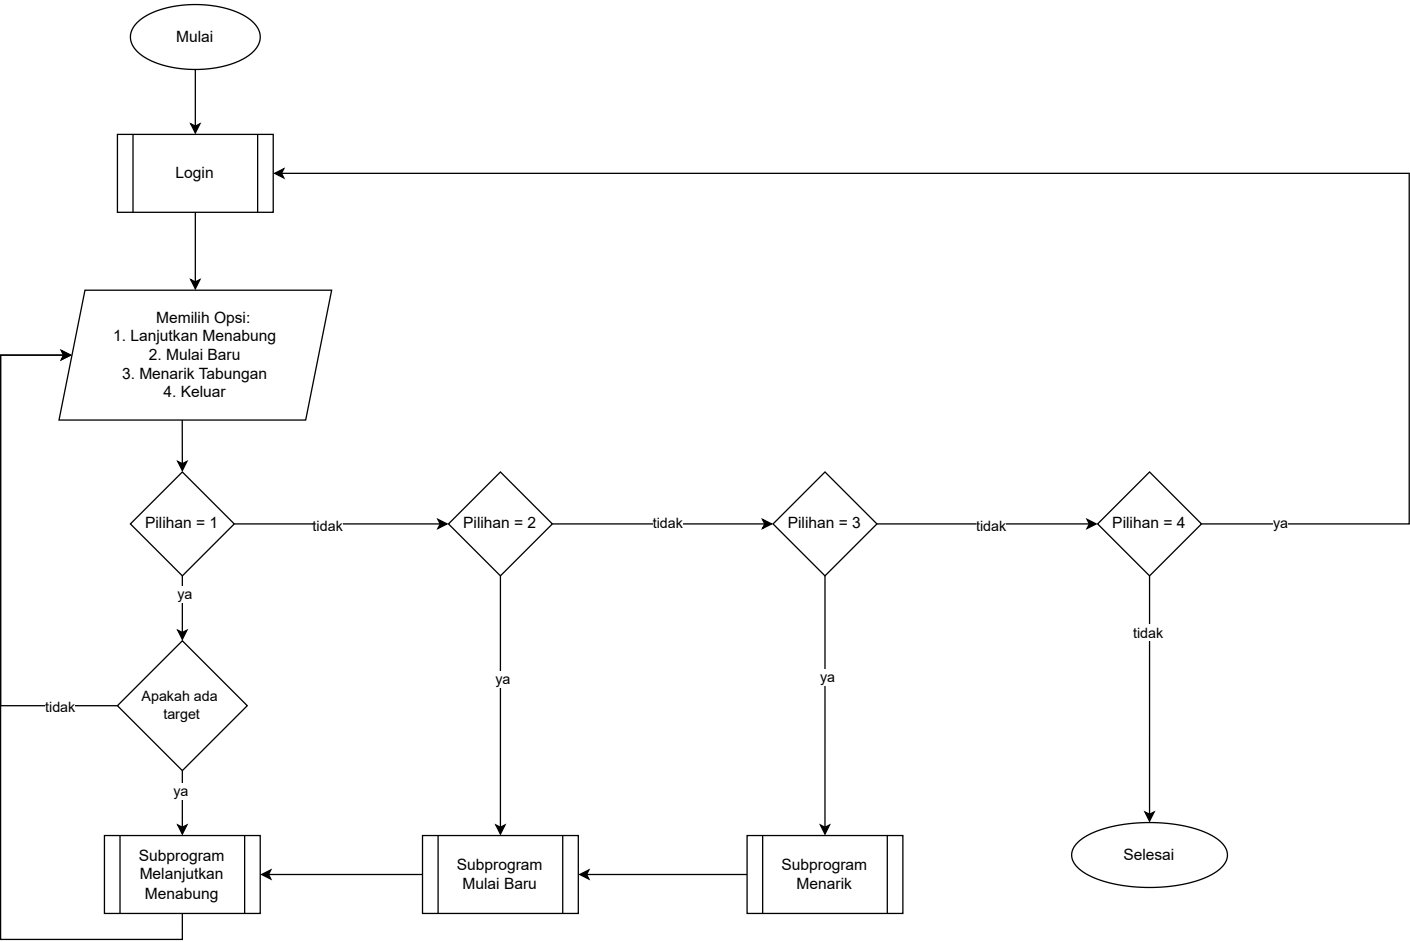 Mulai
Login
Memilih Opsi:
1. Lanjutkan Menabung
2. Mulai Baru
3. Menarik Tabungan
4. Keluar
Pilihan = 1
tidak
Pilihan = 2
tidak
Pilihan = 3
tidak
Pilihan = 4
ya
ya
tidak
ya
ya
Apakah ada
target
tidak
ya
Subprogram
Melanjutkan
Menabung
Subprogram
Mulai Baru
Subprogram
Menarik
Selesai